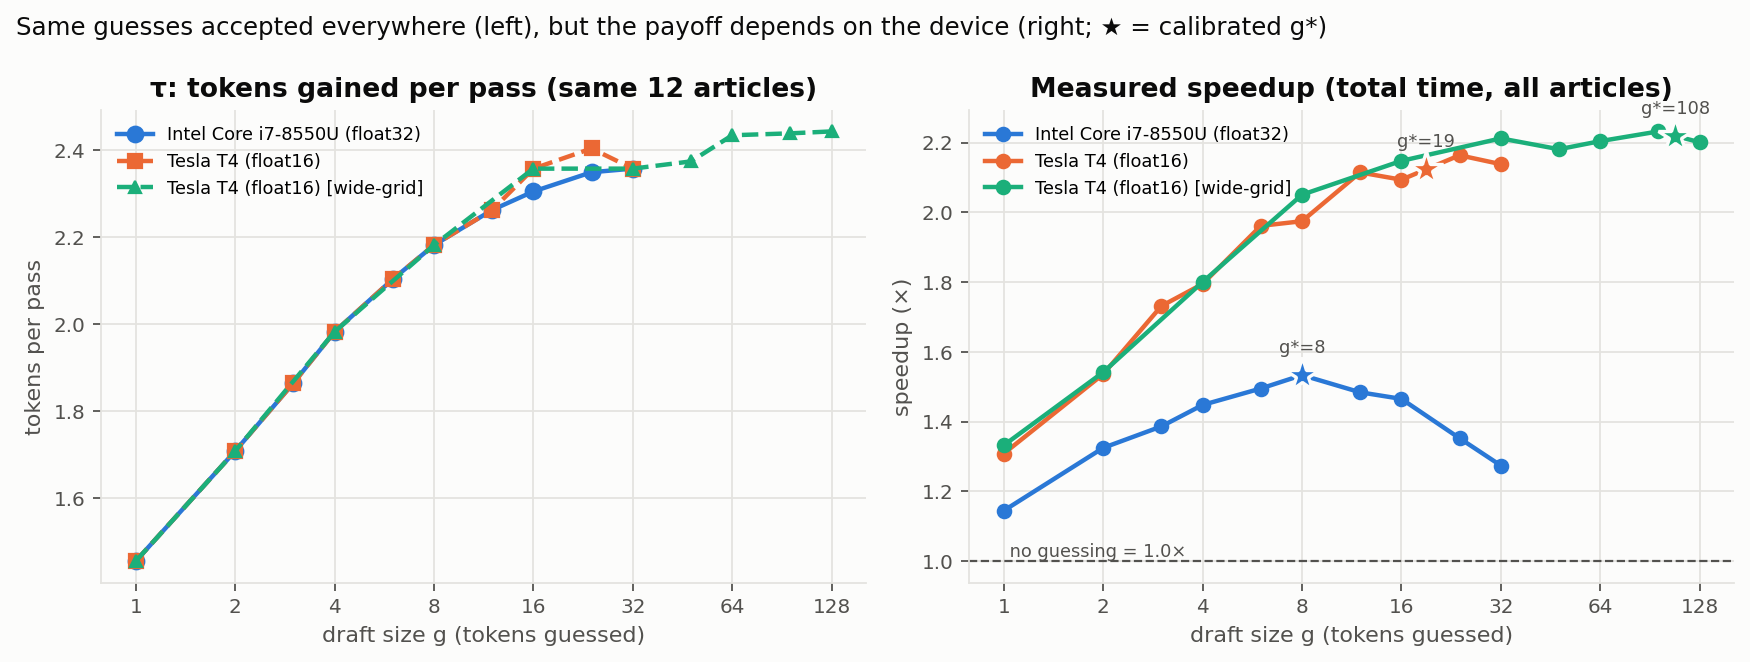 Same guesses accepted everywhere (left), but the payoff depends on the device (right; ★ = calibrated g*)
τ: tokens gained per pass (same 12 articles)
Intel Core i7-8550U (float32)
Tesla T4 (float16)
Tesla T4 (float16) [wide-grid]
tokens per pass
2.4
2.2
2.0
1.8
1.6
1 2 4 8 16 32 64 128
draft size g (tokens guessed)
Measured speedup (total time, all articles)
Intel Core i7-8550U (float32)
Tesla T4 (float16)
Tesla T4 (float16) [wide-grid]
g*=108
g*=19
g*=8
no guessing = 1.0×
speedup (×)
2.2
2.0
1.8
1.6
1.4
1.2
1.0
1 2 4 8 16 32 64 128
draft size g (tokens guessed)